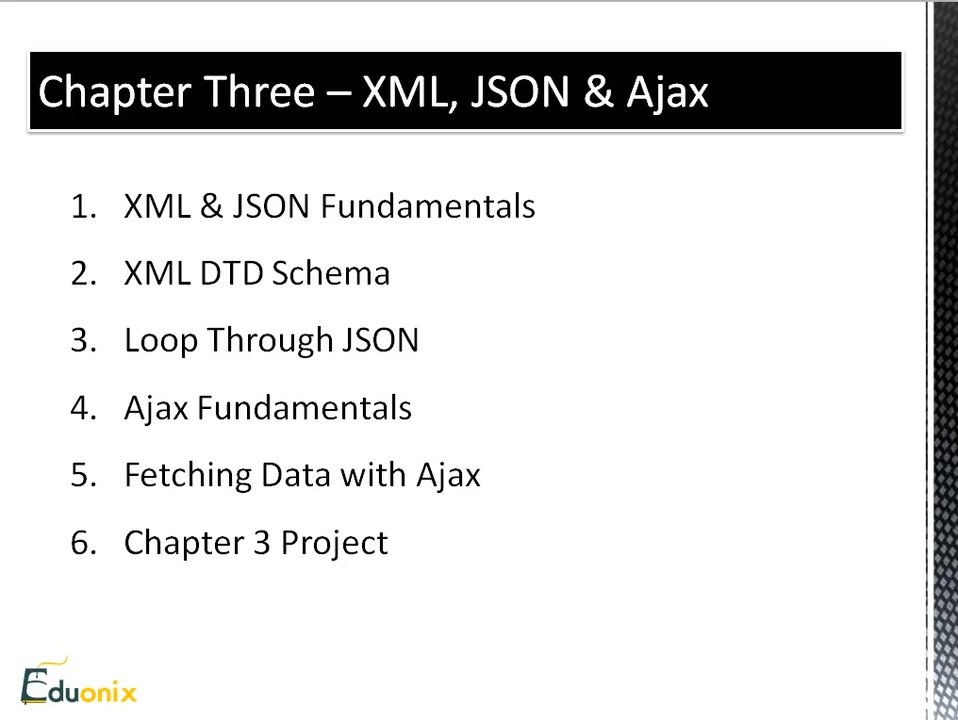 Chapter Three – XML, JSON & Ajax
1. XML & JSON Fundamentals
2. XML DTD Schema
3. Loop Through JSON
4. Ajax Fundamentals
5. Fetching Data with Ajax
6. Chapter 3 Project
Eduonix